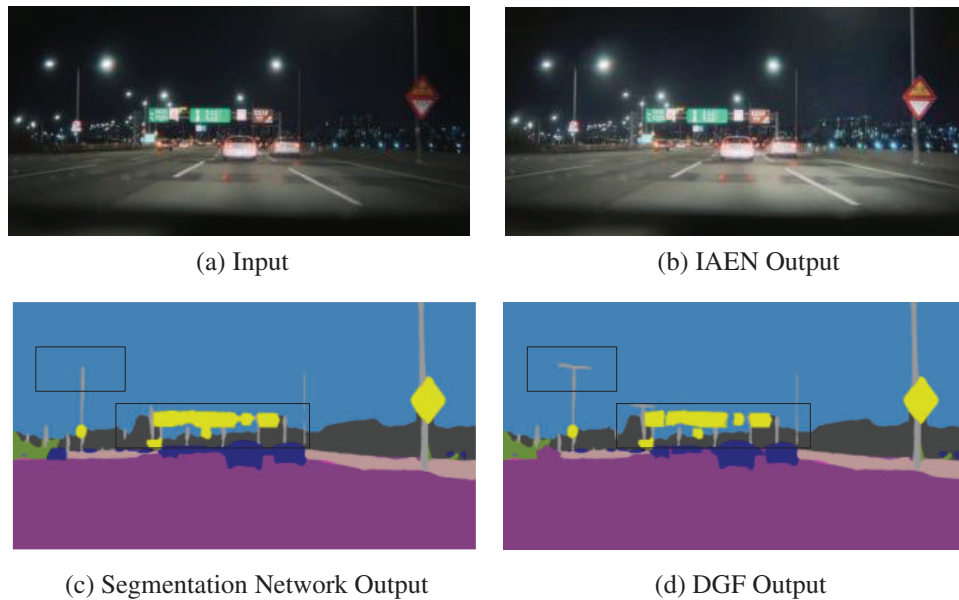 (a) Input
(b) IAEN Output
(c) Segmentation Network Output
(d) DGF Output